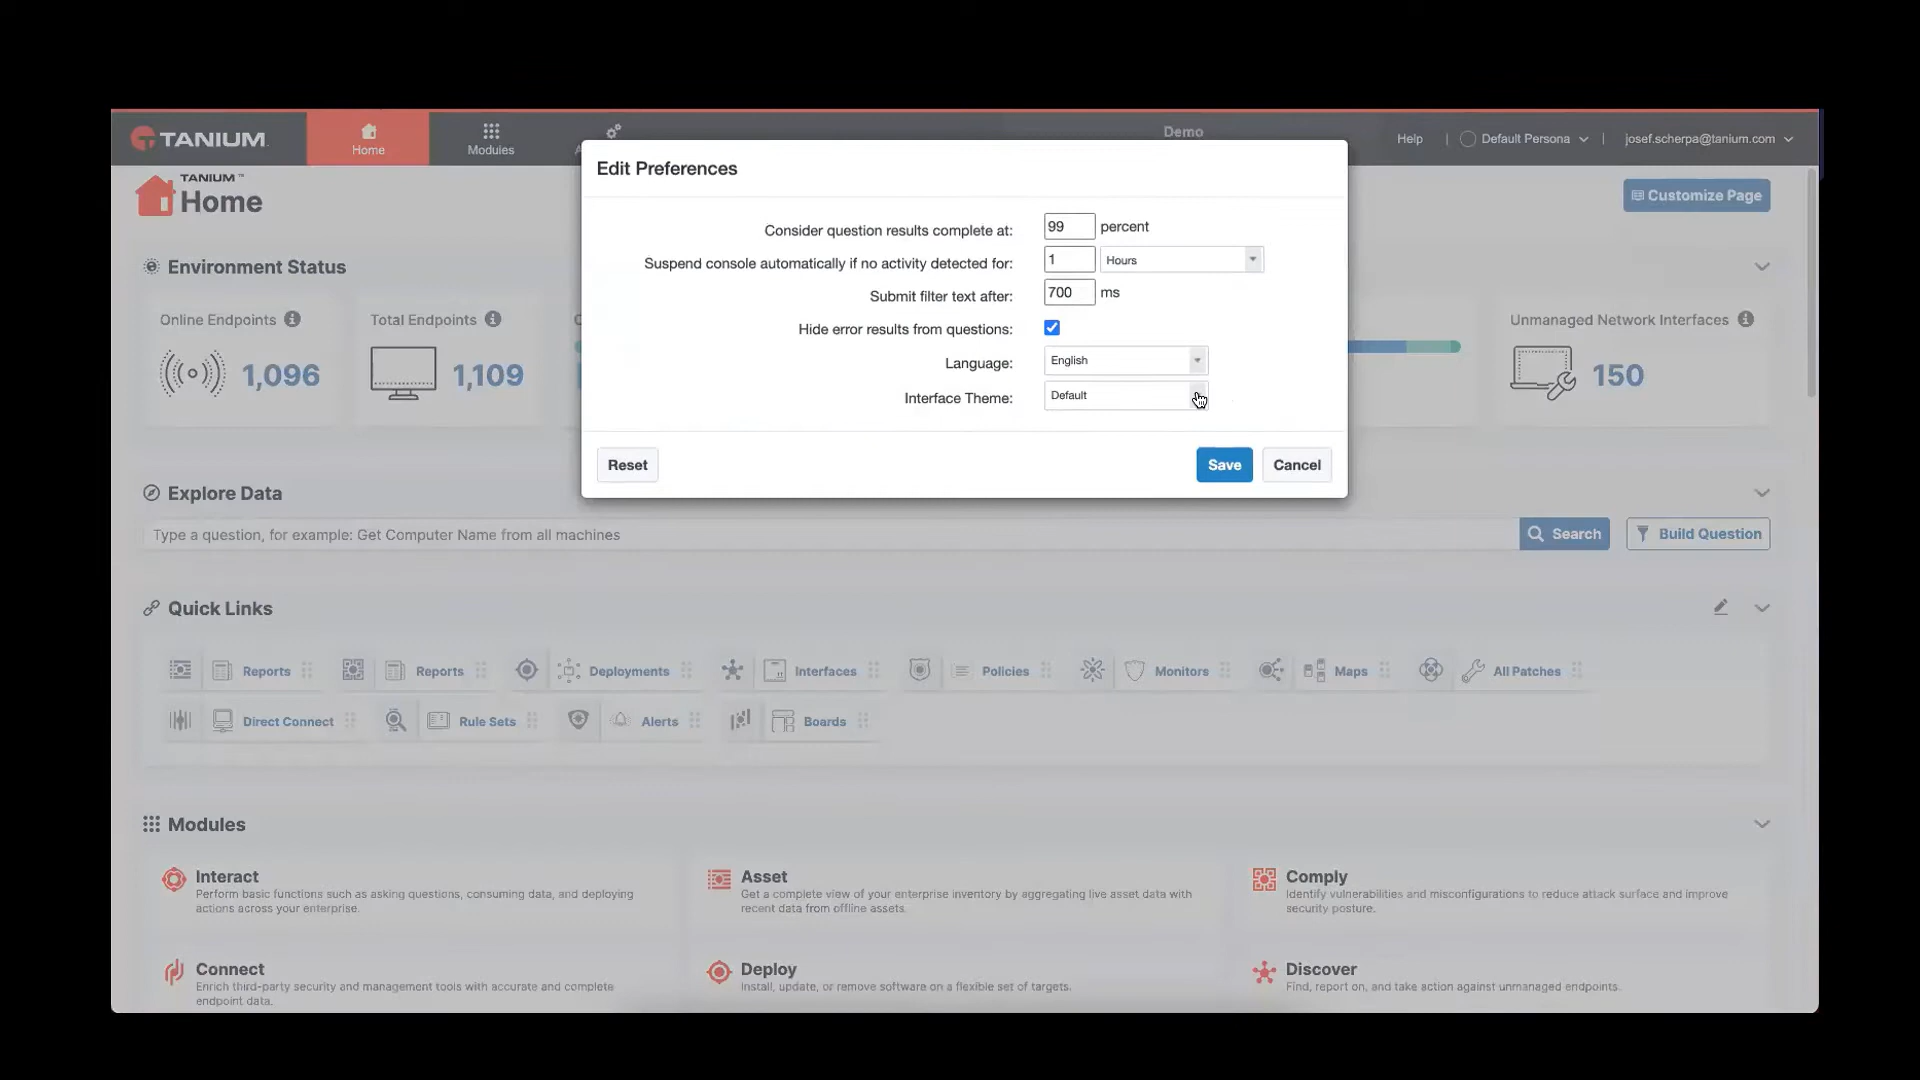 TANIUM
Home
Modules
Demo
Help
Default Persona
josef.scherpa@tanium.com
TANIUM™
Home
Customize Page
Edit Preferences
Consider question results complete at: 99 percent
Suspend console automatically if no activity detected for: 1 Hours
Submit filter text after: 700 ms
Hide error results from questions:
Language: English
Interface Theme: Default
Reset
Save
Cancel
Environment Status
Online Endpoints
1,096
Total Endpoints
1,109
Unmanaged Network Interfaces
150
Explore Data
Type a question, for example: Get Computer Name from all machines
Search
Build Question
Quick Links
Reports
Reports
Deployments
Interfaces
Policies
Monitors
Maps
All Patches
Direct Connect
Rule Sets
Alerts
Boards
Modules
Interact
Perform basic functions such as asking questions, consuming data, and deploying
actions across your enterprise.
Asset
Get a complete view of your enterprise inventory by aggregating live asset data with
recent data from offline assets.
Comply
Identify vulnerabilities and misconfigurations to reduce attack surface and improve
security posture.
Connect
Enrich third-party security and management tools with accurate and complete
endpoint data.
Deploy
Install, update, or remove software on a flexible set of targets.
Discover
Find, report on, and take action against unmanaged endpoints.